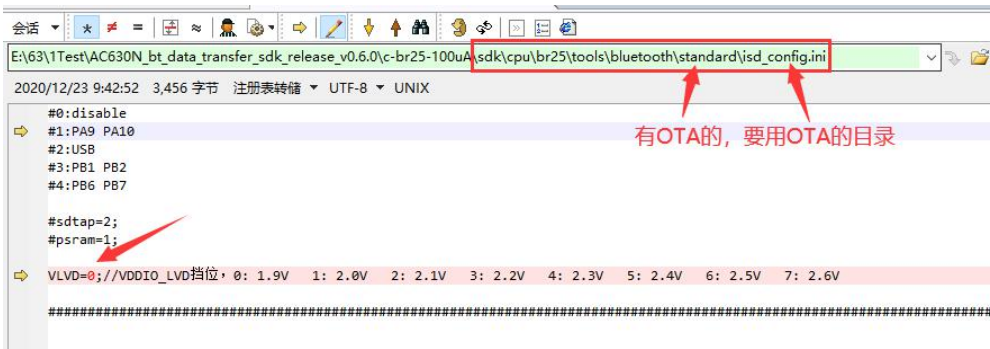 会话
E:\63\1Test\AC630N_bt_data_transfer_sdk_release_v0.6.0\c-br25-100uA\sdk\cpu\br25\tools\bluetooth\standard\isd_config.ini
2020/12/23 9:42:52 3,456 字节 注册表转储 UTF-8 UNIX
#0:disable
#1:PA9 PA10
有OTA的，要用OTA的目录
#2:USB
#3:PB1 PB2
#4:PB6 PB7
#sdtap=2;
#psram=1;
VLVD=0;//VDDIO_LVD挡位，0: 1.9V 1: 2.0V 2: 2.1V 3: 2.2V 4: 2.3V 5: 2.4V 6: 2.5V 7: 2.6V
####################################################################################################################